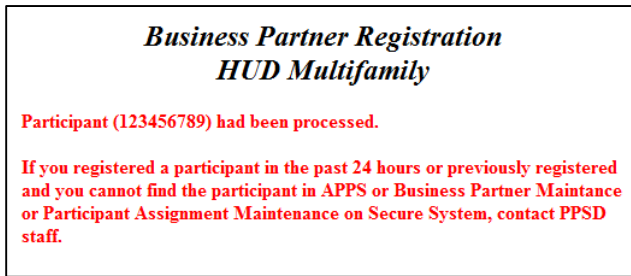 Business Partner Registration
HUD Multifamily
Participant (123456789) had been processed.
If you registered a participant in the past 24 hours or previously registered
and you cannot find the participant in APPS or Business Partner Maintance
or Participant Assignment Maintenance on Secure System, contact PPSD
staff.